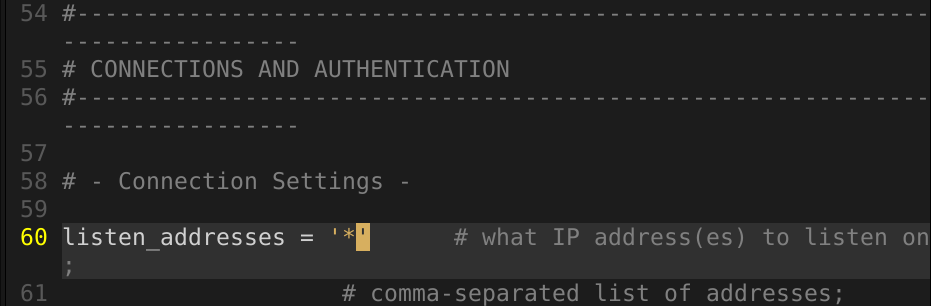 54 #-------------------------------------------------------------
-----------------
55 # CONNECTIONS AND AUTHENTICATION
56 #-------------------------------------------------------------
-----------------
57
58 # - Connection Settings -
59
60 listen_addresses = '*'      # what IP address(es) to listen on
;
61                     # comma-separated list of addresses;